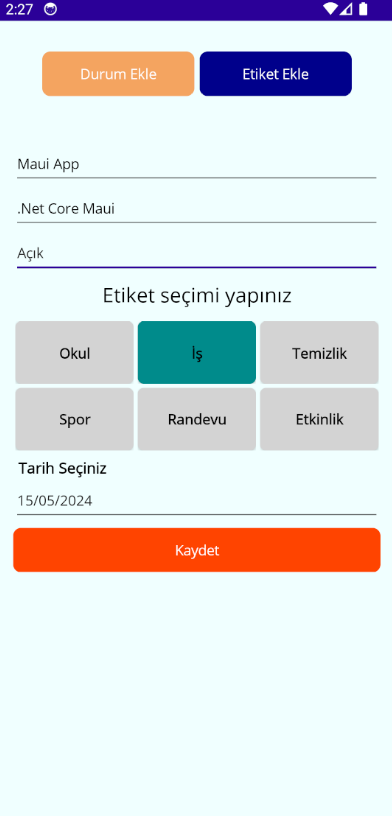 2:27
Durum Ekle Etiket Ekle
Maui App
.Net Core Maui
Açık
Etiket seçimi yapınız
Okul İş Temizlik
Spor Randevu Etkinlik
Tarih Seçiniz
15/05/2024
Kaydet